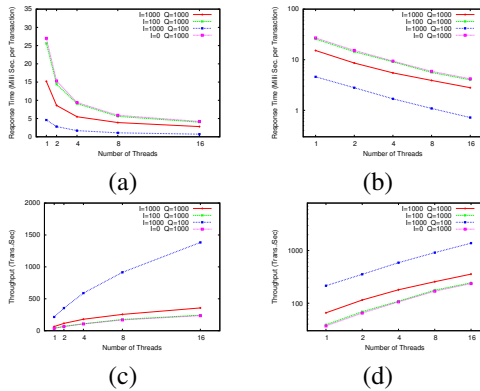 I=1000 Q=1000
I=100 Q=1000
I=1000 Q=100
I=0 Q=1000
35
30
25
20
15
10
5
0
1 2 4 8 16
Response Time (Milli Sec. per Transaction)
Number of Threads
(a)
I=1000 Q=1000
I=100 Q=1000
I=1000 Q=100
I=0 Q=1000
100
10
1
1 2 4 8 16
Response Time (Milli Sec. per Transaction)
Number of Threads
(b)
I=1000 Q=1000
I=100 Q=1000
I=1000 Q=100
I=0 Q=1000
2000
1500
1000
500
0
1 2 4 8 16
Throughput (Trans./Sec)
Number of Threads
(c)
I=1000 Q=1000
I=100 Q=1000
I=1000 Q=100
I=0 Q=1000
1000
100
1 2 4 8 16
Throughput (Trans./Sec)
Number of Threads
(d)